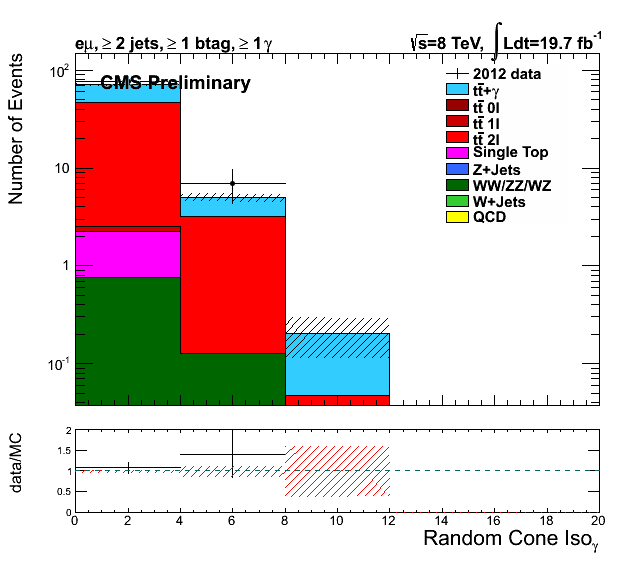 eμ, ≥ 2 jets, ≥ 1 btag, ≥ 1 γ
√s=8 TeV, ∫ Ldt=19.7 fb⁻¹
CMS Preliminary
Number of Events
10²
10
1
10⁻¹
2012 data
tt̄+γ
tt̄ 0l
tt̄ 1l
tt̄ 2l
Single Top
Z+Jets
WW/ZZ/WZ
W+Jets
QCD
data/MC
2
1.5
1
0.5
0
0 2 4 6 8 10 12 14 16 18 20
Random Cone Iso_γ